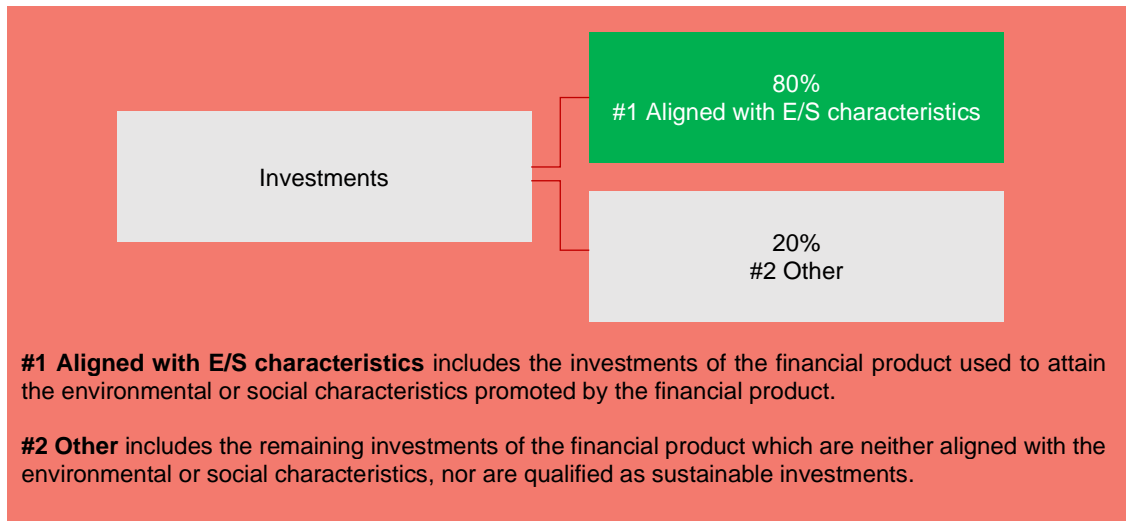 80%
#1 Aligned with E/S characteristics
Investments
20%
#2 Other
#1 Aligned with E/S characteristics includes the investments of the financial product used to attain
the environmental or social characteristics promoted by the financial product.
#2 Other includes the remaining investments of the financial product which are neither aligned with the
environmental or social characteristics, nor are qualified as sustainable investments.